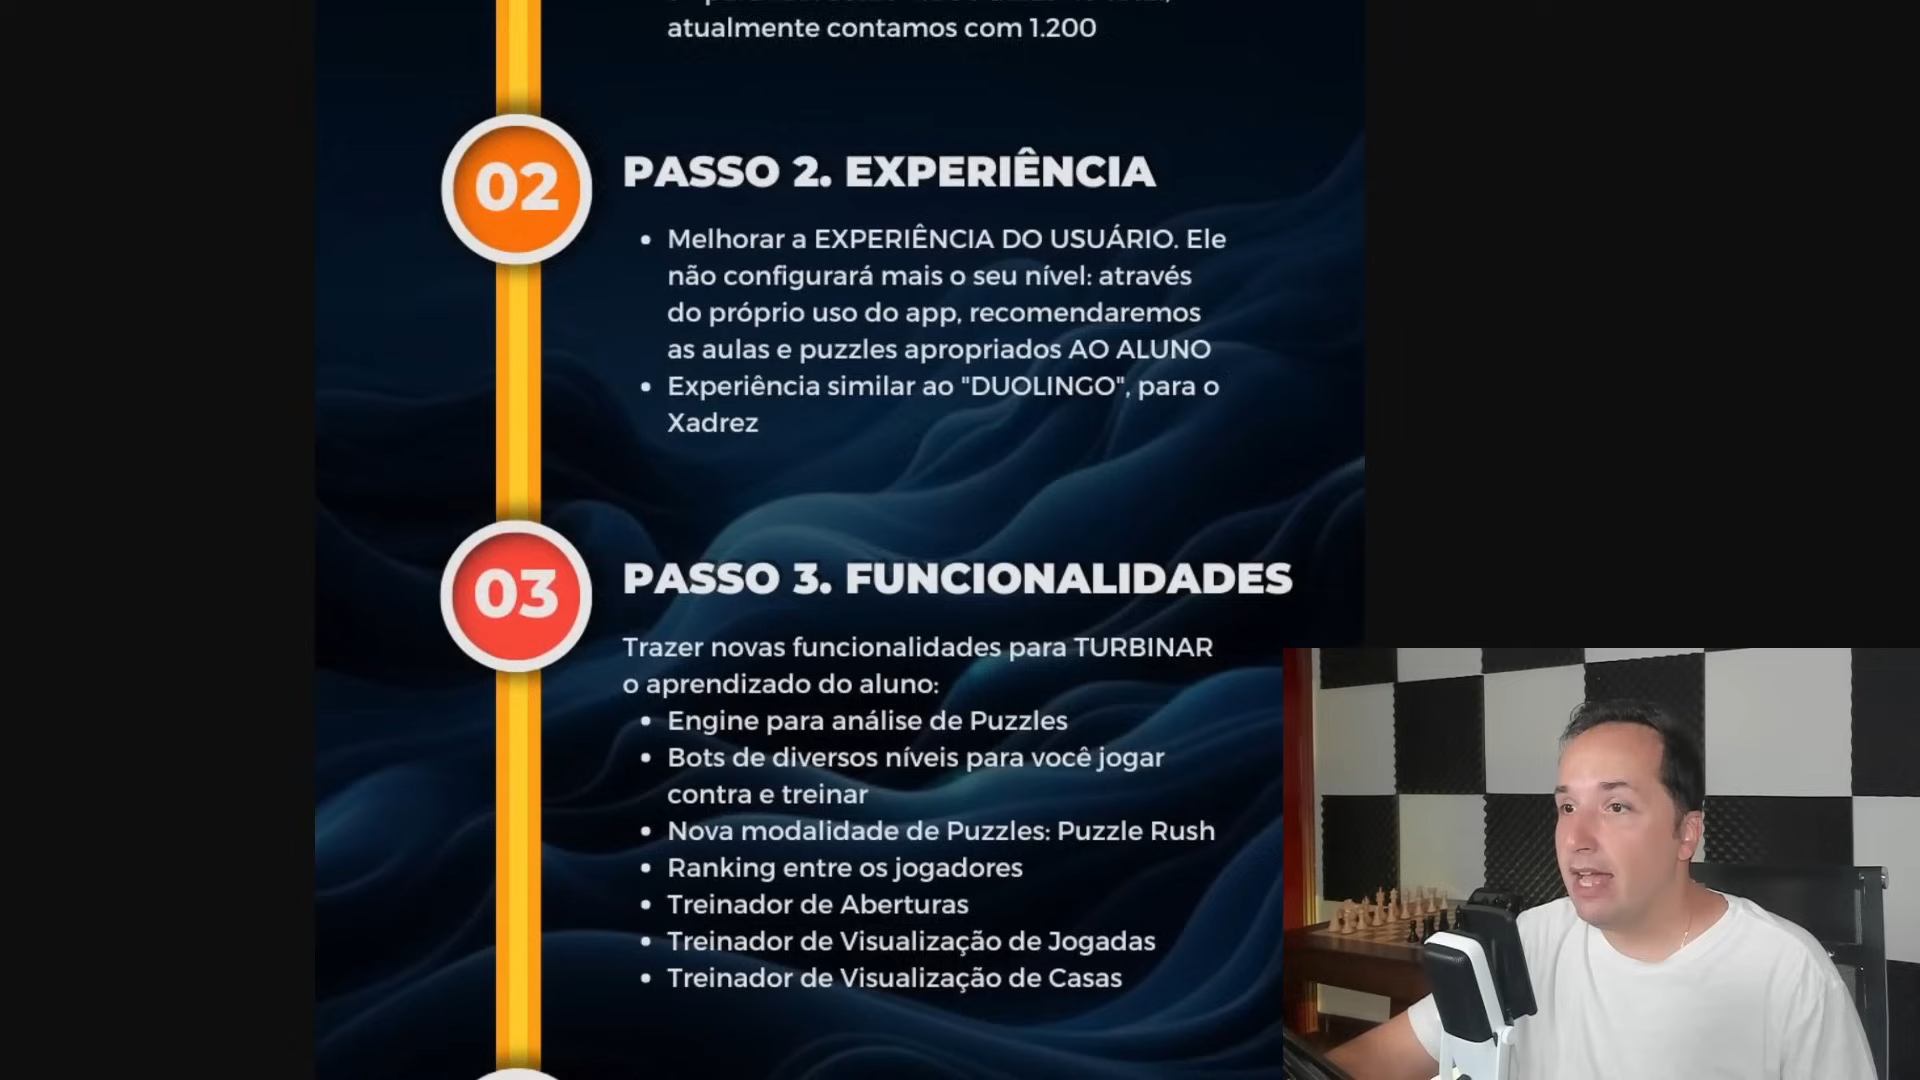 atualmente contamos com 1.200
02
PASSO 2. EXPERIÊNCIA
• Melhorar a EXPERIÊNCIA DO USUÁRIO. Ele
não configurará mais o seu nível: através
do próprio uso do app, recomendaremos
as aulas e puzzles apropriados AO ALUNO
• Experiência similar ao "DUOLINGO", para o
Xadrez
03
PASSO 3. FUNCIONALIDADES
Trazer novas funcionalidades para TURBINAR
o aprendizado do aluno:
• Engine para análise de Puzzles
• Bots de diversos níveis para você jogar
contra e treinar
• Nova modalidade de Puzzles: Puzzle Rush
• Ranking entre os jogadores
• Treinador de Aberturas
• Treinador de Visualização de Jogadas
• Treinador de Visualização de Casas